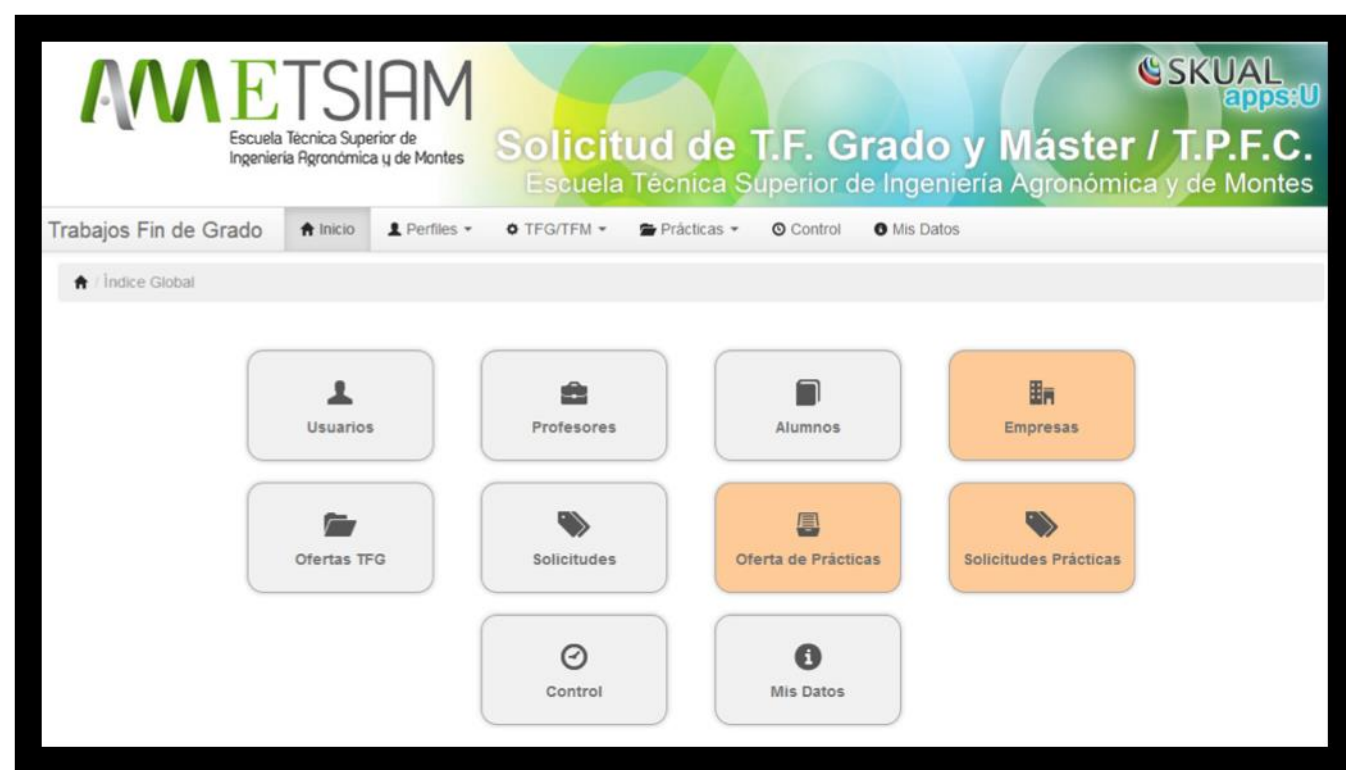 AM ETSIAM
Escuela Técnica Superior de
Ingeniería Agronómica y de Montes
SKUAL
apps:U
Solicitud de T.F. Grado y Máster / T.P.F.C.
Escuela Técnica Superior de Ingeniería Agronómica y de Montes
Trabajos Fin de Grado Inicio Perfiles TFG/TFM Prácticas Control Mis Datos
/ Ìndice Global
Usuarios Profesores Alumnos Empresas
Ofertas TFG Solicitudes Oferta de Prácticas Solicitudes Prácticas
Control Mis Datos